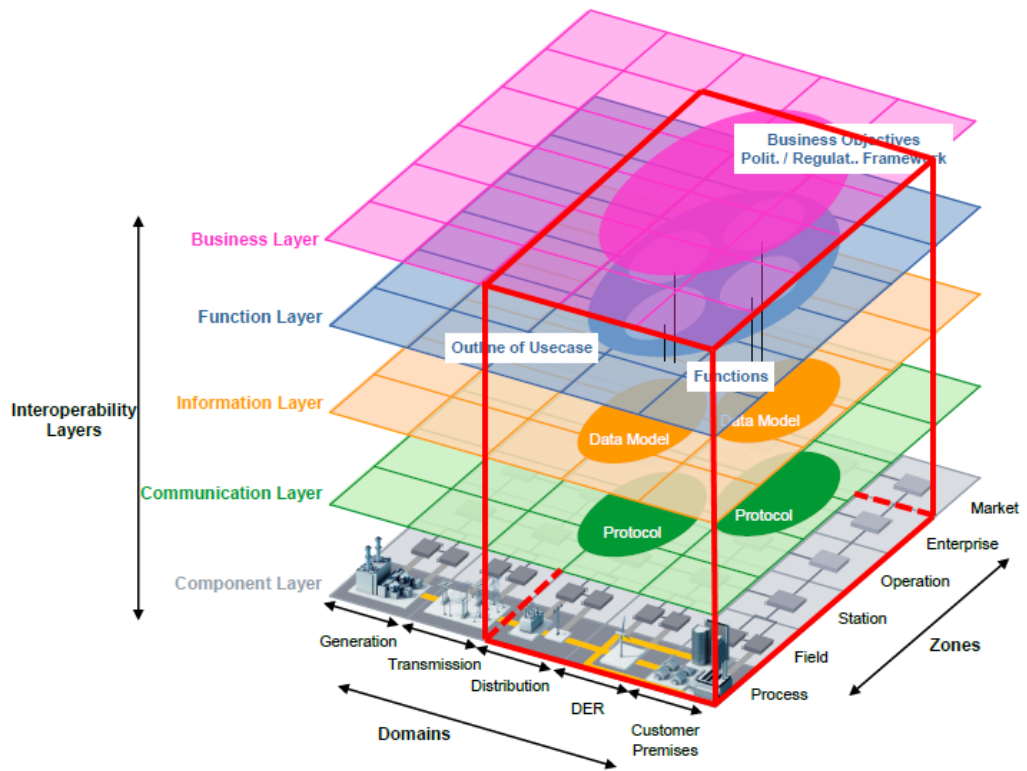 Business Objectives
Polit. / Regulat.. Framework
Business Layer
Function Layer
Outline of Usecase
Functions
Interoperability
Layers
Information Layer
Data Model
Data Model
Communication Layer
Protocol
Protocol
Component Layer
Market
Enterprise
Operation
Station
Field
Process
Zones
Generation
Transmission
Distribution
DER
Customer
Premises
Domains